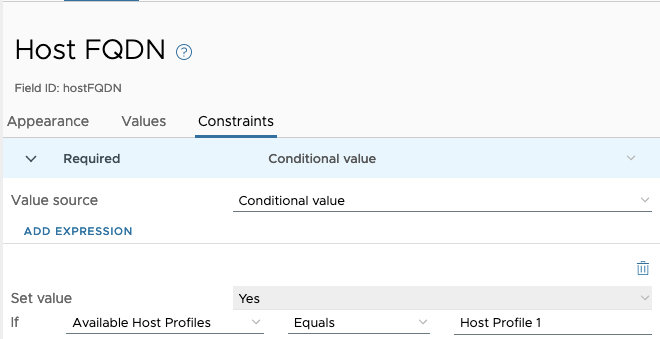 Host FQDN ?
Field ID: hostFQDN
Appearance Values Constraints
Required Conditional value
Value source Conditional value
ADD EXPRESSION
Set value Yes
If Available Host Profiles Equals Host Profile 1